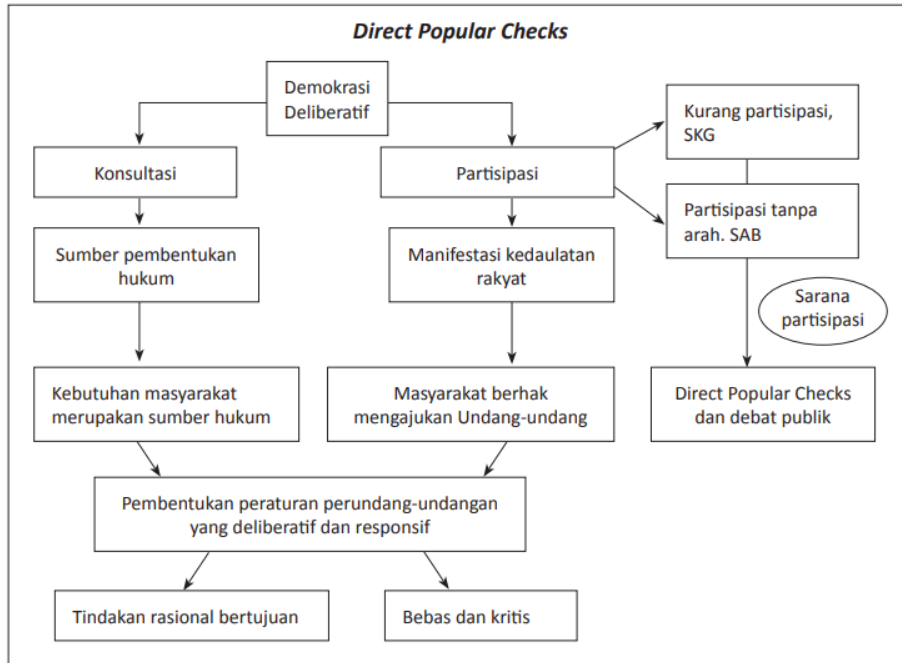 Direct Popular Checks
Demokrasi
Deliberatif
Konsultasi
Partisipasi
Kurang partisipasi,
SKG
Partisipasi tanpa
arah. SAB
Sumber pembentukan
hukum
Manifestasi kedaulatan
rakyat
Sarana
partisipasi
Kebutuhan masyarakat
merupakan sumber hukum
Masyarakat berhak
mengajukan Undang-undang
Direct Popular Checks
dan debat publik
Pembentukan peraturan perundang-undangan
yang deliberatif dan responsif
Tindakan rasional bertujuan
Bebas dan kritis